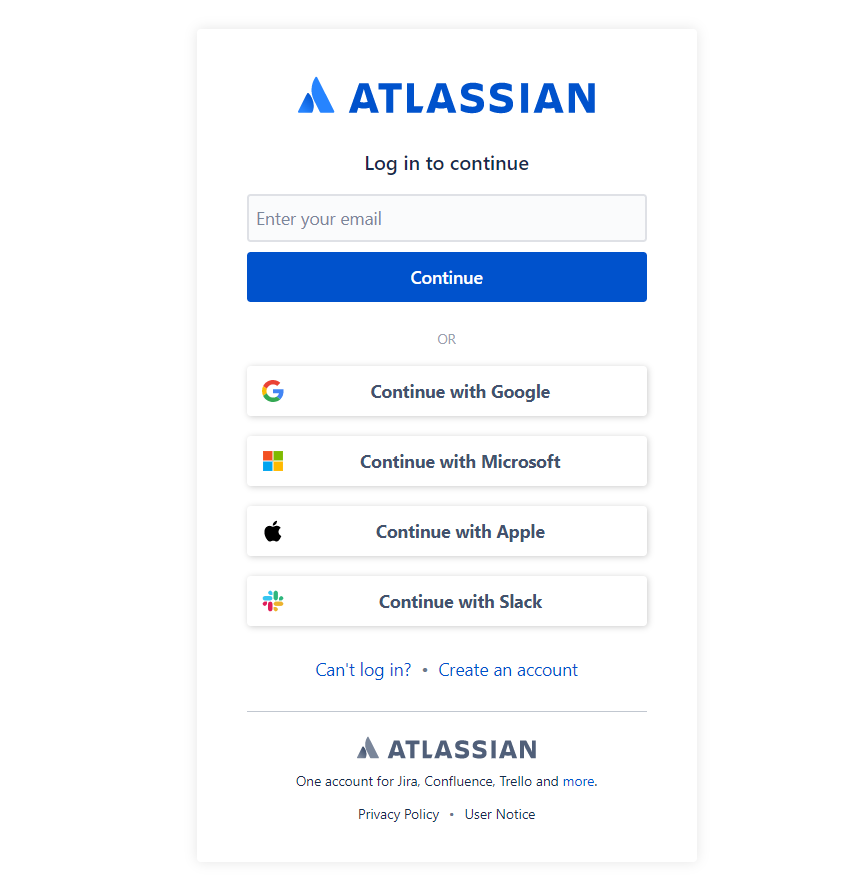 ATLASSIAN
Log in to continue
Enter your email
Continue
OR
Continue with Google
Continue with Microsoft
Continue with Apple
Continue with Slack
Can't log in? • Create an account
ATLASSIAN
One account for Jira, Confluence, Trello and more.
Privacy Policy • User Notice